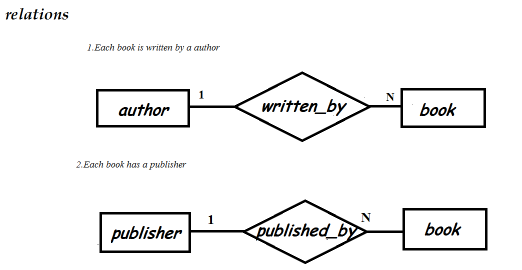 relations
1.Each book is written by a author
author 1 written_by N book
2.Each book has a publisher
publisher 1 published_by N book